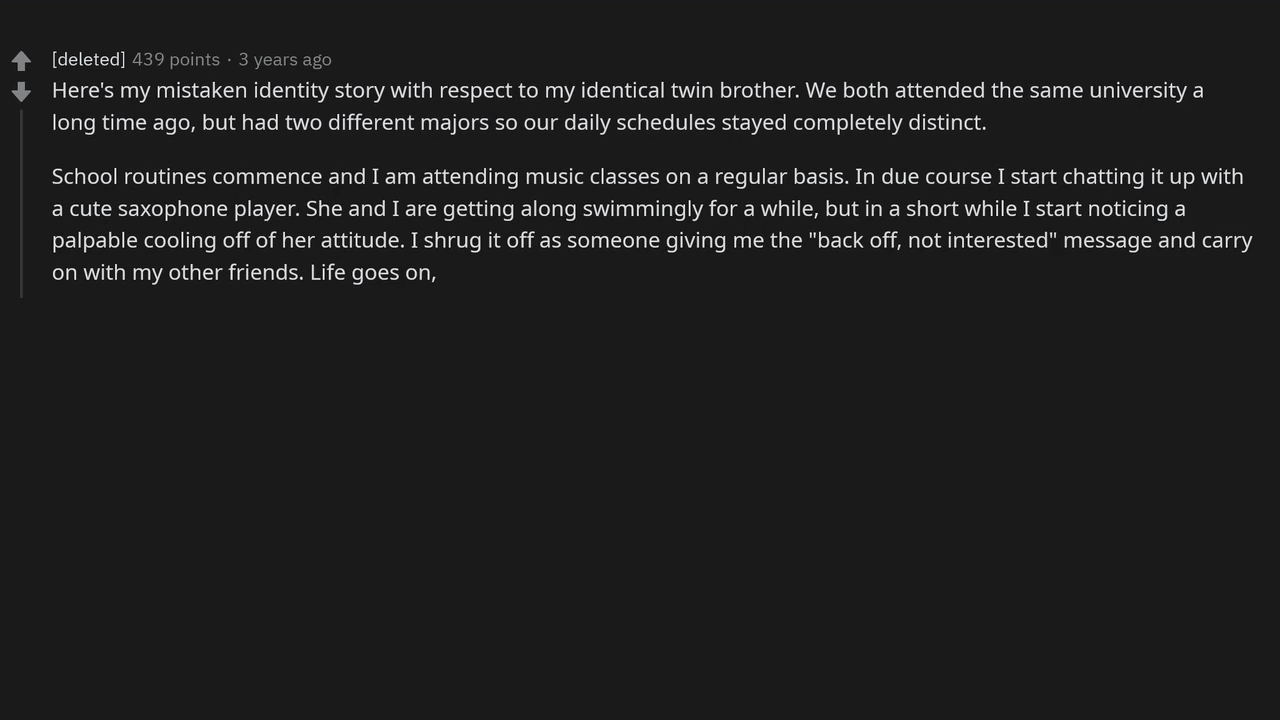 [deleted] 439 points · 3 years ago
Here's my mistaken identity story with respect to my identical twin brother. We both attended the same university a
long time ago, but had two different majors so our daily schedules stayed completely distinct.
School routines commence and I am attending music classes on a regular basis. In due course I start chatting it up with
a cute saxophone player. She and I are getting along swimmingly for a while, but in a short while I start noticing a
palpable cooling off of her attitude. I shrug it off as someone giving me the "back off, not interested" message and carry
on with my other friends. Life goes on,